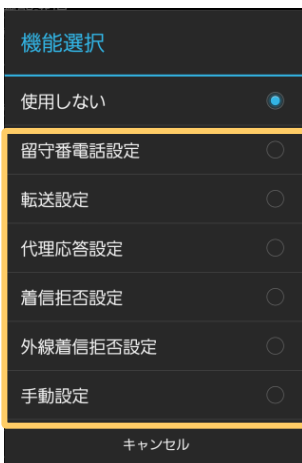 機能選択
使用しない
留守番電話設定
転送設定
代理応答設定
着信拒否設定
外線着信拒否設定
手動設定
キャンセル